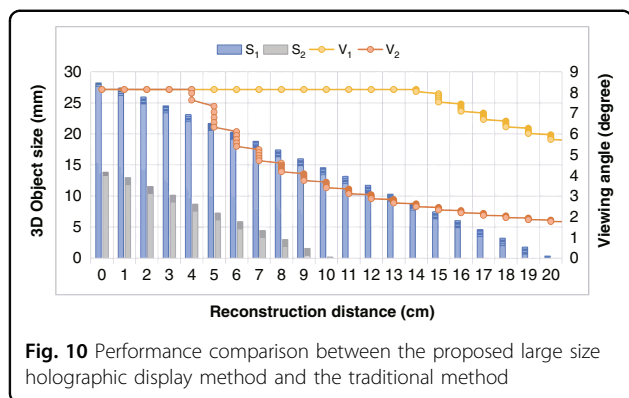 S₁ S₂ V₁ V₂
30
25
20
15
10
5
0
3D Object size (mm)
9
8
7
6
5
4
3
2
1
0
Viewing angle (degree)
0 1 2 3 4 5 6 7 8 9 10 11 12 13 14 15 16 17 18 19 20
Reconstruction distance (cm)
Fig. 10 Performance comparison between the proposed large size
holographic display method and the traditional method